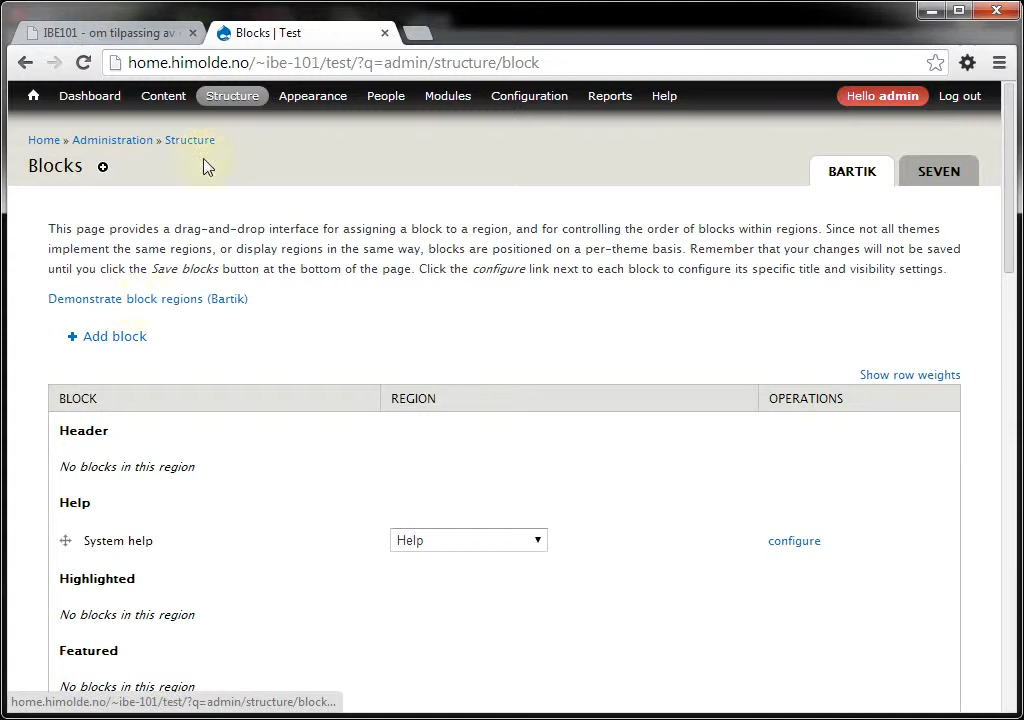 IBE101 - om tilpassing av
Blocks | Test
home.himolde.no/~ibe-101/test/?q=admin/structure/block
Dashboard Content Structure Appearance People Modules Configuration Reports Help Hello admin Log out
Home » Administration » Structure
Blocks
BARTIK SEVEN
This page provides a drag-and-drop interface for assigning a block to a region, and for controlling the order of blocks within regions. Since not all themes
implement the same regions, or display regions in the same way, blocks are positioned on a per-theme basis. Remember that your changes will not be saved
until you click the Save blocks button at the bottom of the page. Click the configure link next to each block to configure its specific title and visibility settings.
Demonstrate block regions (Bartik)
Add block
Show row weights
BLOCK REGION OPERATIONS
Header
No blocks in this region
Help
System help Help configure
Highlighted
No blocks in this region
Featured
No blocks in this region
home.himolde.no/~ibe-101/test/?q=admin/structure/block...